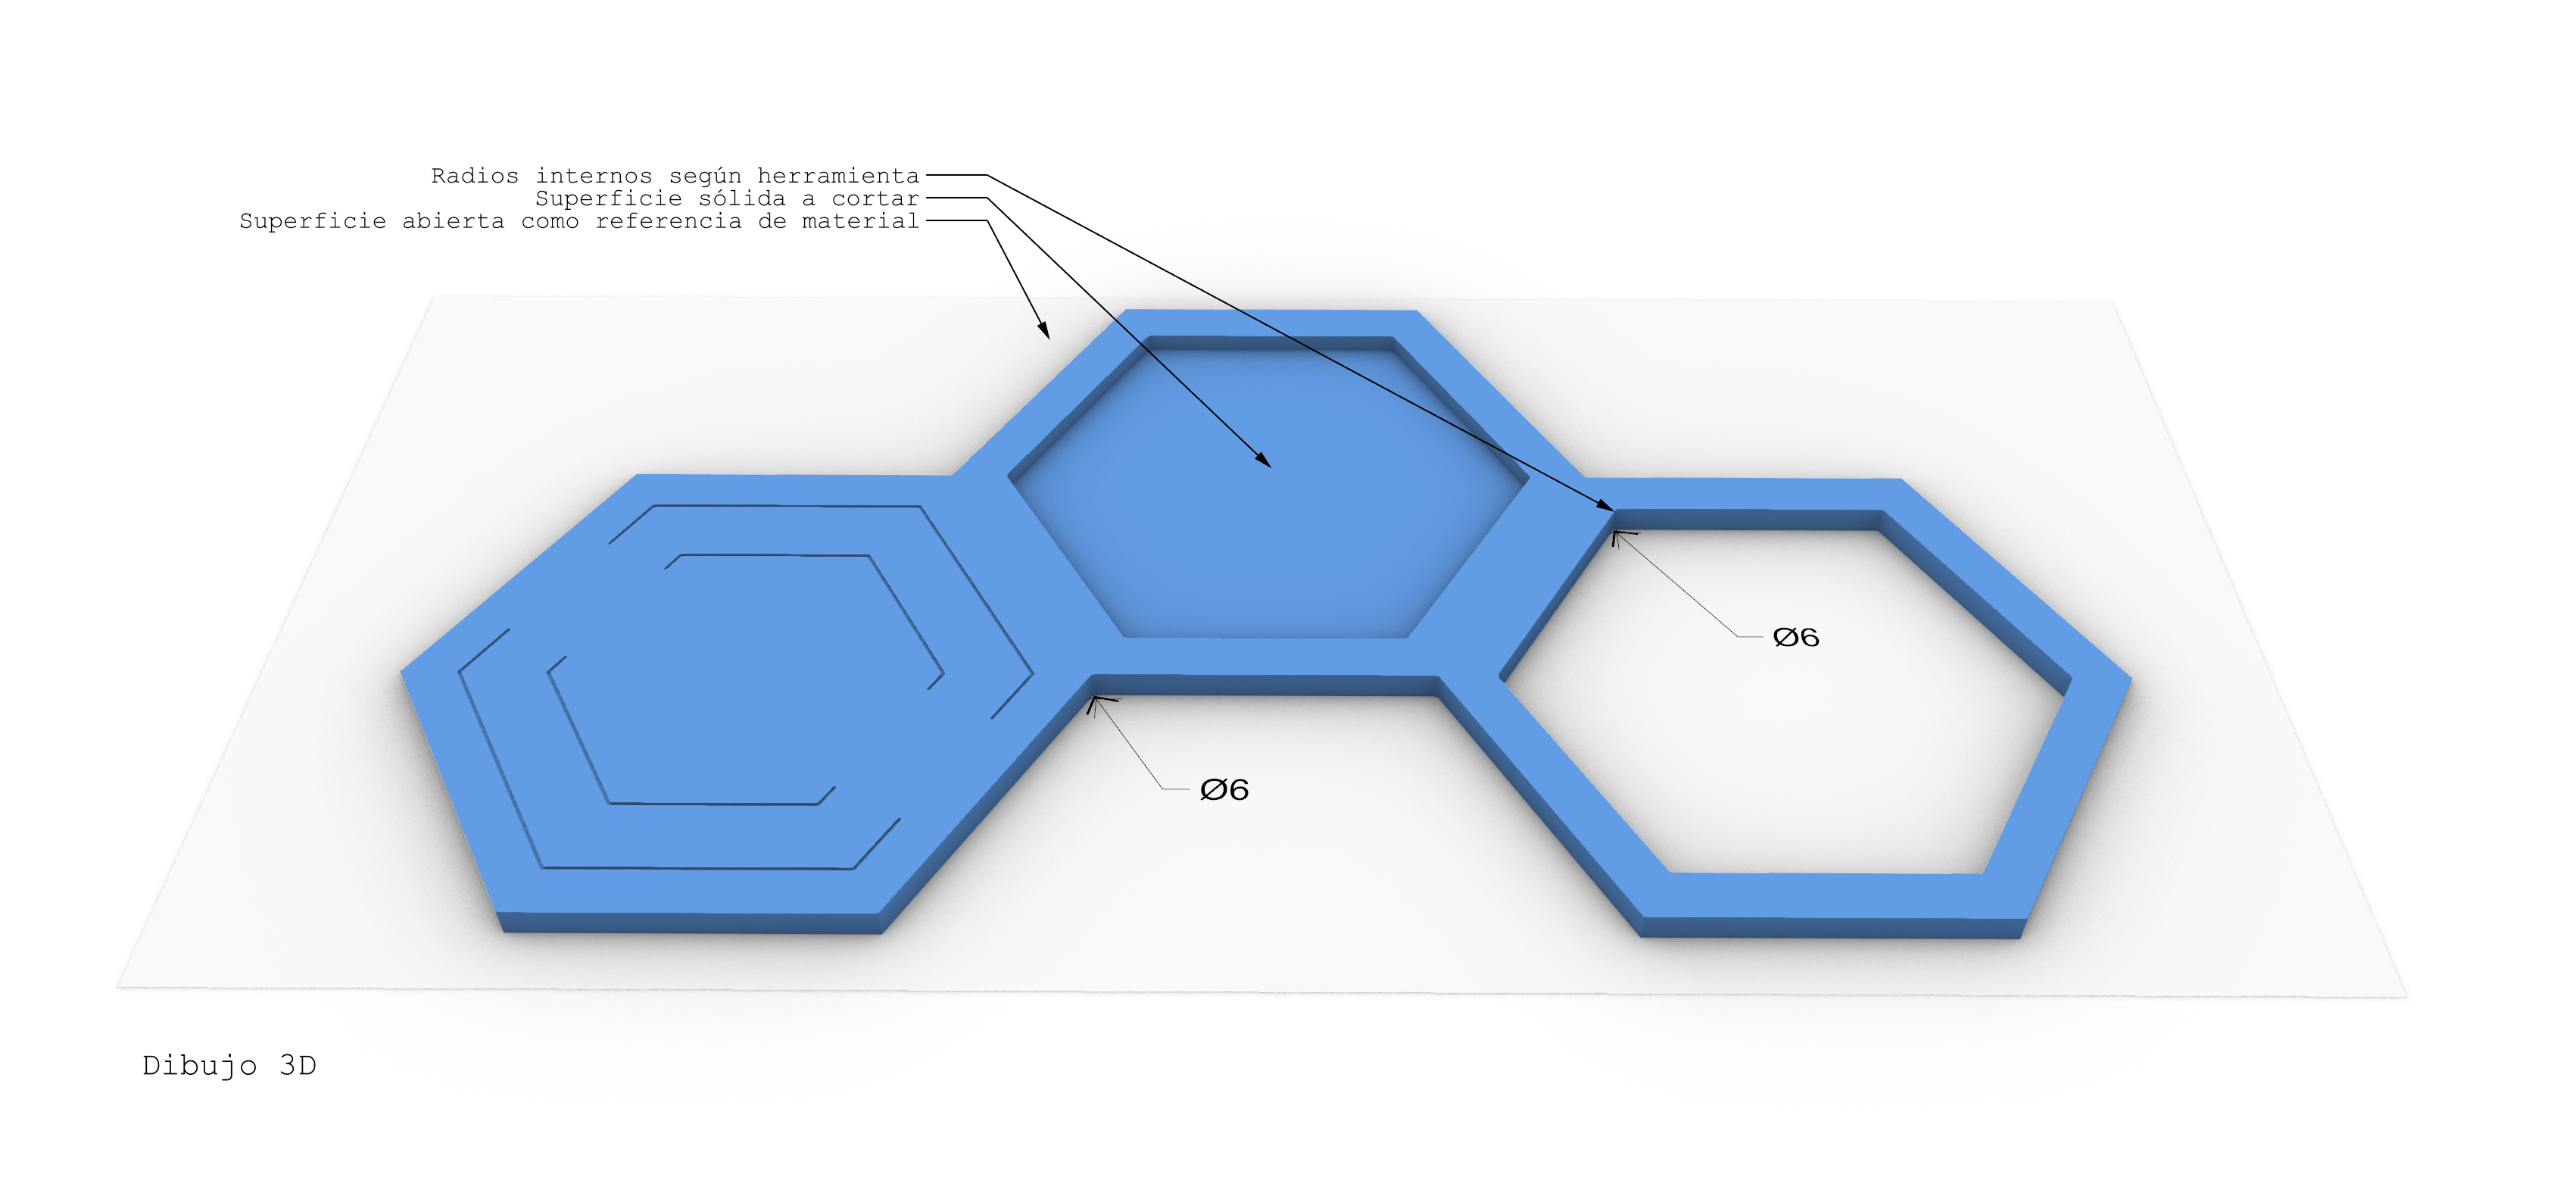 Radios internos según herramienta
Superficie sólida a cortar
Superficie abierta como referencia de material
Ø6
Ø6
Dibujo 3D